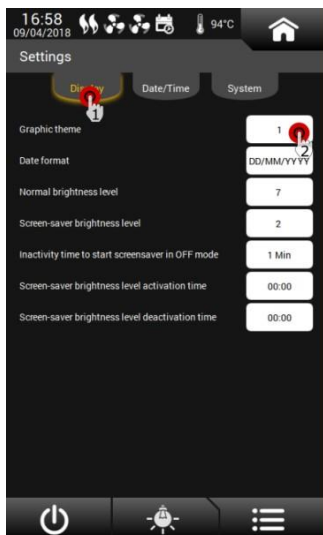 16:58
09/04/2018
94°C
Settings
Display Date/Time System
1
Graphic theme 1
2
Date format DD/MM/YYYY
Normal brightness level 7
Screen-saver brightness level 2
Inactivity time to start screensaver in OFF mode 1 Min
Screen-saver brightness level activation time 00:00
Screen-saver brightness level deactivation time 00:00